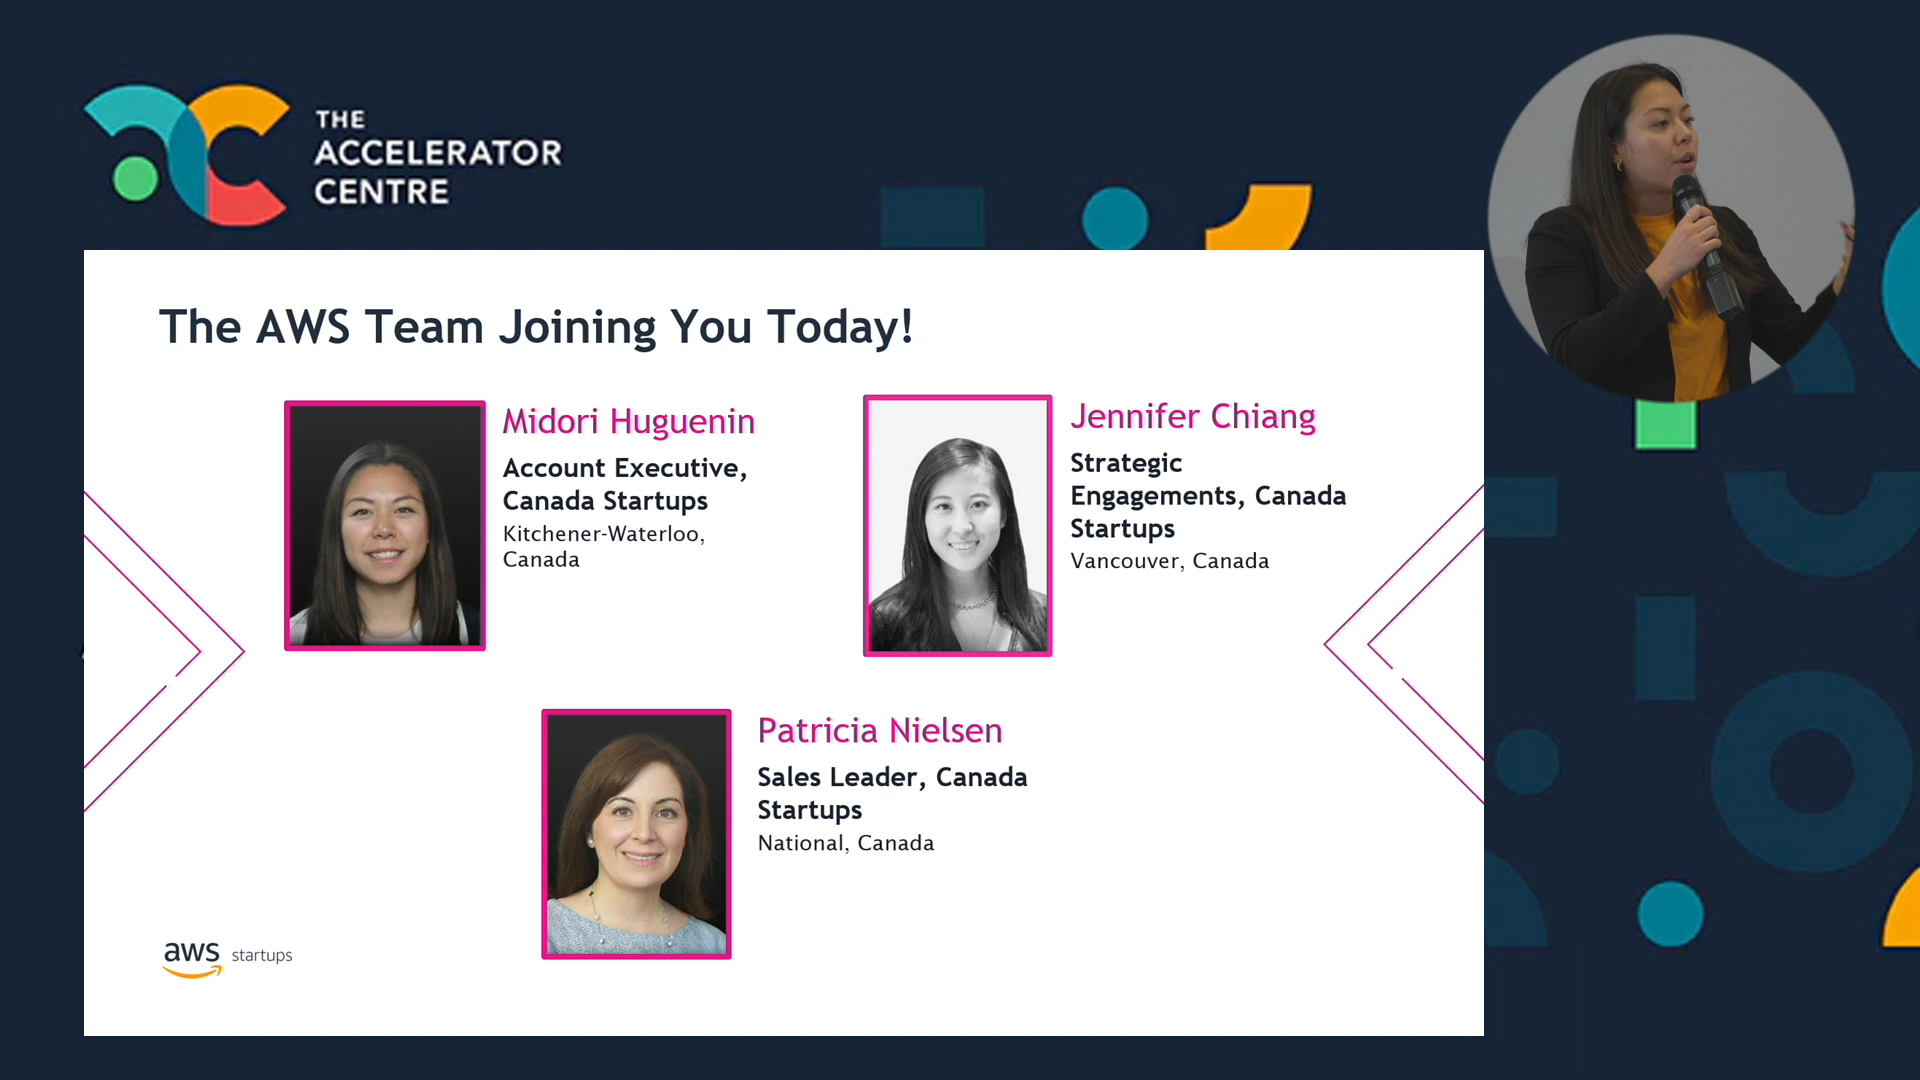 THE
ACCELERATOR
CENTRE
The AWS Team Joining You Today!
Midori Huguenin
Account Executive,
Canada Startups
Kitchener-Waterloo,
Canada
Jennifer Chiang
Strategic
Engagements, Canada
Startups
Vancouver, Canada
Patricia Nielsen
Sales Leader, Canada
Startups
National, Canada
aws startups